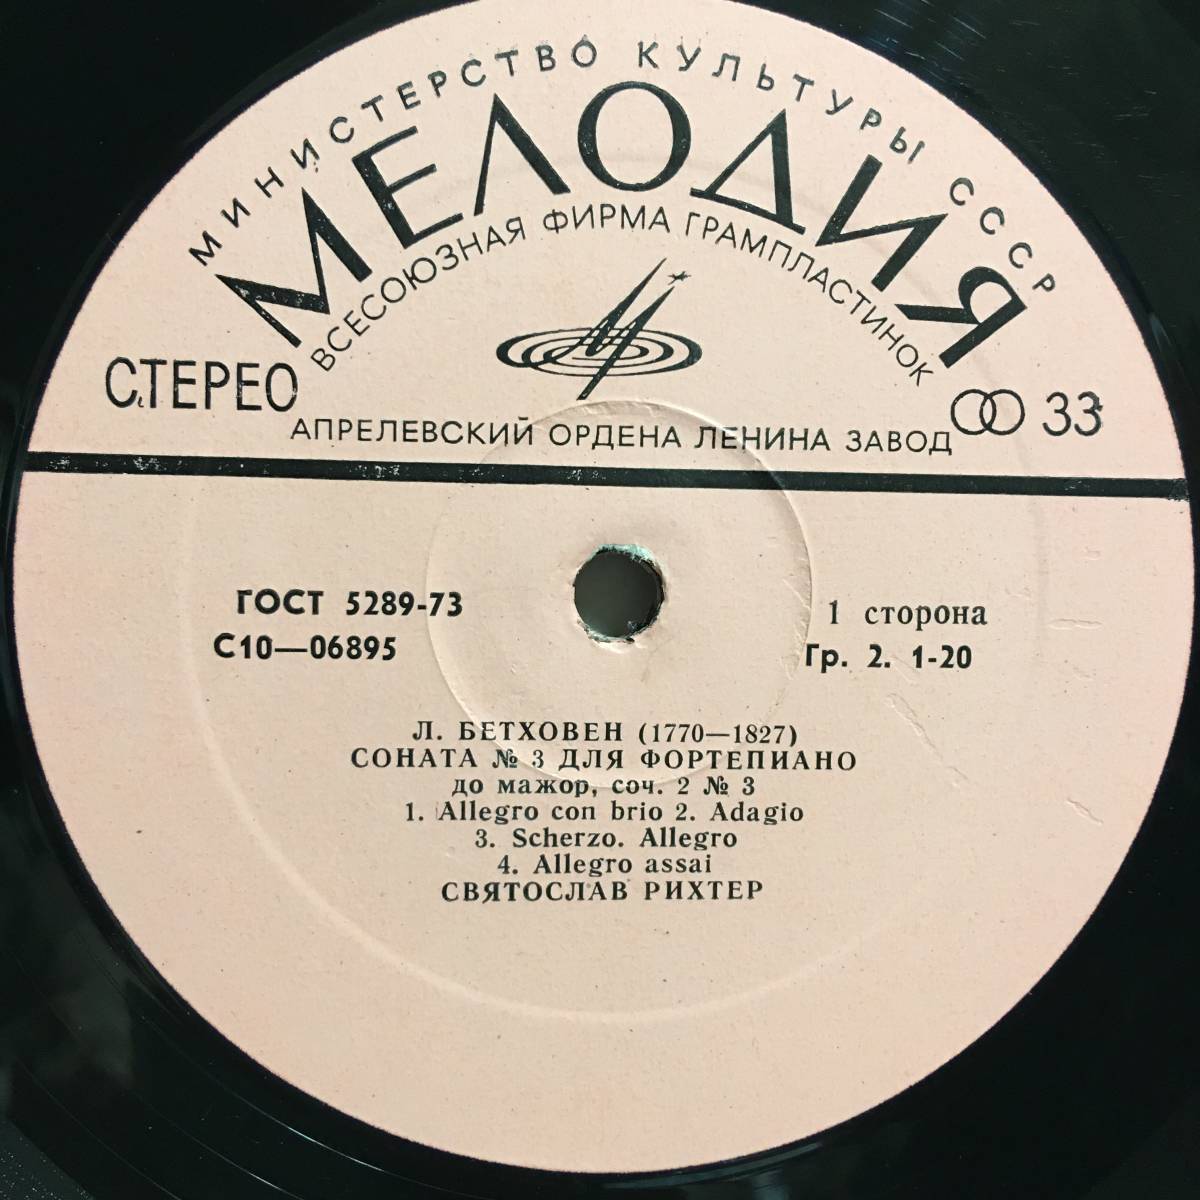 МИНИСТЕРСТВО КУЛЬТУРЫ СССР
МЕЛОДИЯ
ВСЕСОЮЗНАЯ ФИРМА ГРАМПЛАСТИНОК
СТЕРЕО
33
АПРЕЛЕВСКИЙ ОРДЕНА ЛЕНИНА ЗАВОД
ГОСТ 5289-73
С10—06895
1 сторона
Гр. 2. 1-20
Л. БЕТХОВЕН (1770—1827)
СОНАТА № 3 ДЛЯ ФОРТЕПИАНО
до мажор, соч. 2 № 3
1. Allegro con brio 2. Adagio
3. Scherzo. Allegro
4. Allegro assai
СВЯТОСЛАВ РИХТЕР